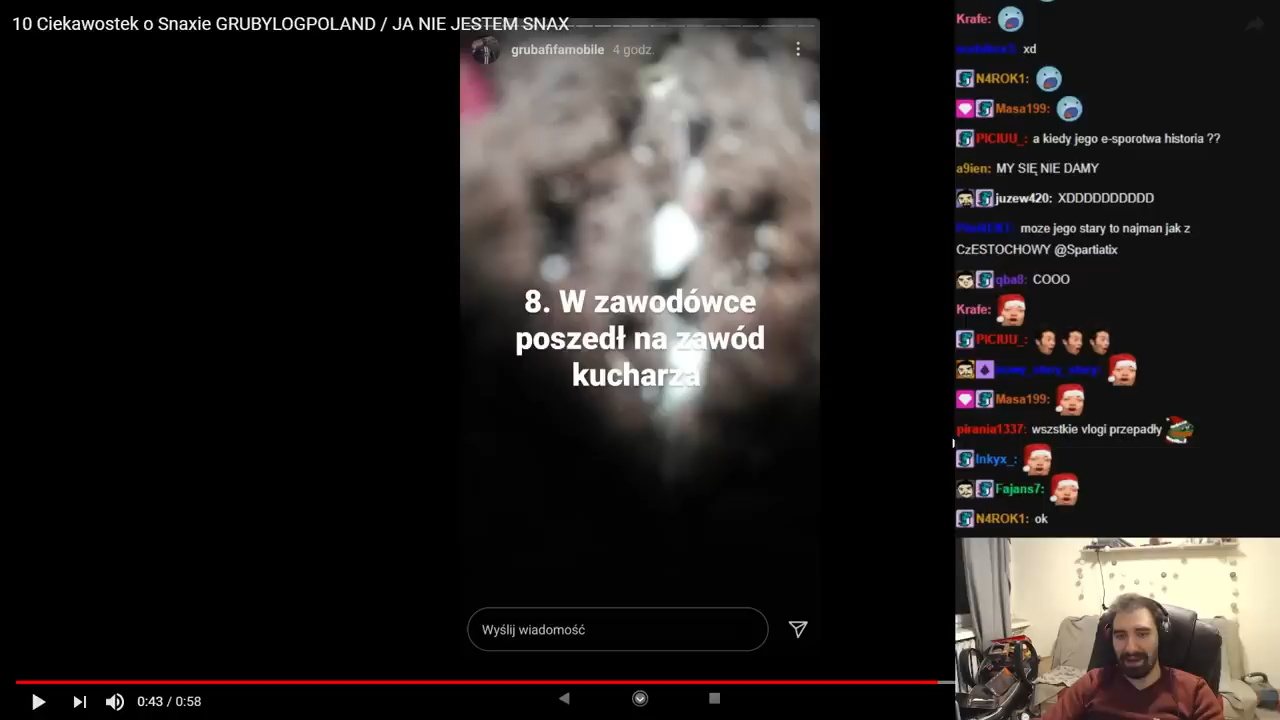 10 Ciekawostek o Snaxie GRUBYLOGPOLAND / JA NIE JESTEM SNAX
grubafifamobile 4 godz.
8. W zawodówce
poszedł na zawód
kucharza
Wyślij wiadomość
0:43 / 0:58
Krafe:
xd
N4ROK1:
Masa199:
PICIUU_: a kiedy jego e-sporotwa historia ??
a9ien: MY SIĘ NIE DAMY
juzew420: XDDDDDDDDDD
moze jego stary to najman jak z
CzESTOCHOWY @Spartiatix
qba8: COOO
Krafe:
PICIUU_:
Masa199:
pirania1337: wszstkie vlogi przepadły
Inkyx_:
Fajans7:
N4ROK1: ok